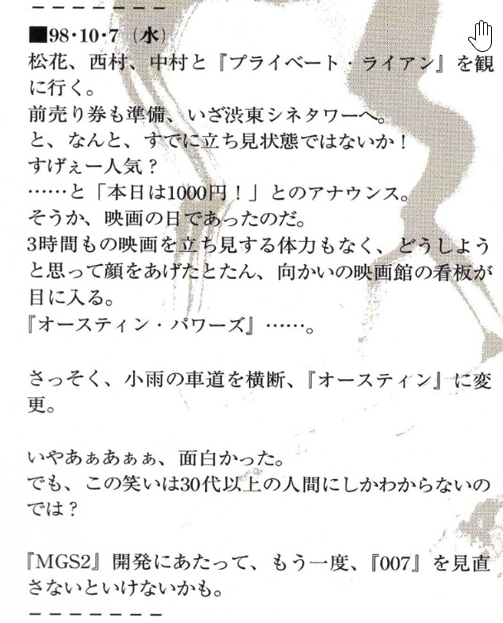 －－－－－－－
■98・10・7（水）
松花、西村、中村と『プライベート・ライアン』を観
に行く。
前売り券も準備、いざ渋東シネタワーへ。
と、なんと、すでに立ち見状態ではないか！
すげぇー人気？
……と「本日は1000円！」とのアナウンス。
そうか、映画の日であったのだ。
3時間もの映画を立ち見する体力もなく、どうしよう
と思って顔をあげたとたん、向かいの映画館の看板が
目に入る。
『オースティン・パワーズ』……。
さっそく、小雨の車道を横断、『オースティン』に変
更。
いやあぁあぁぁ、面白かった。
でも、この笑いは30代以上の人間にしかわからないの
では？
『MGS2』開発にあたって、もう一度、『007』を見直
さないといけないかも。
－－－－－－－